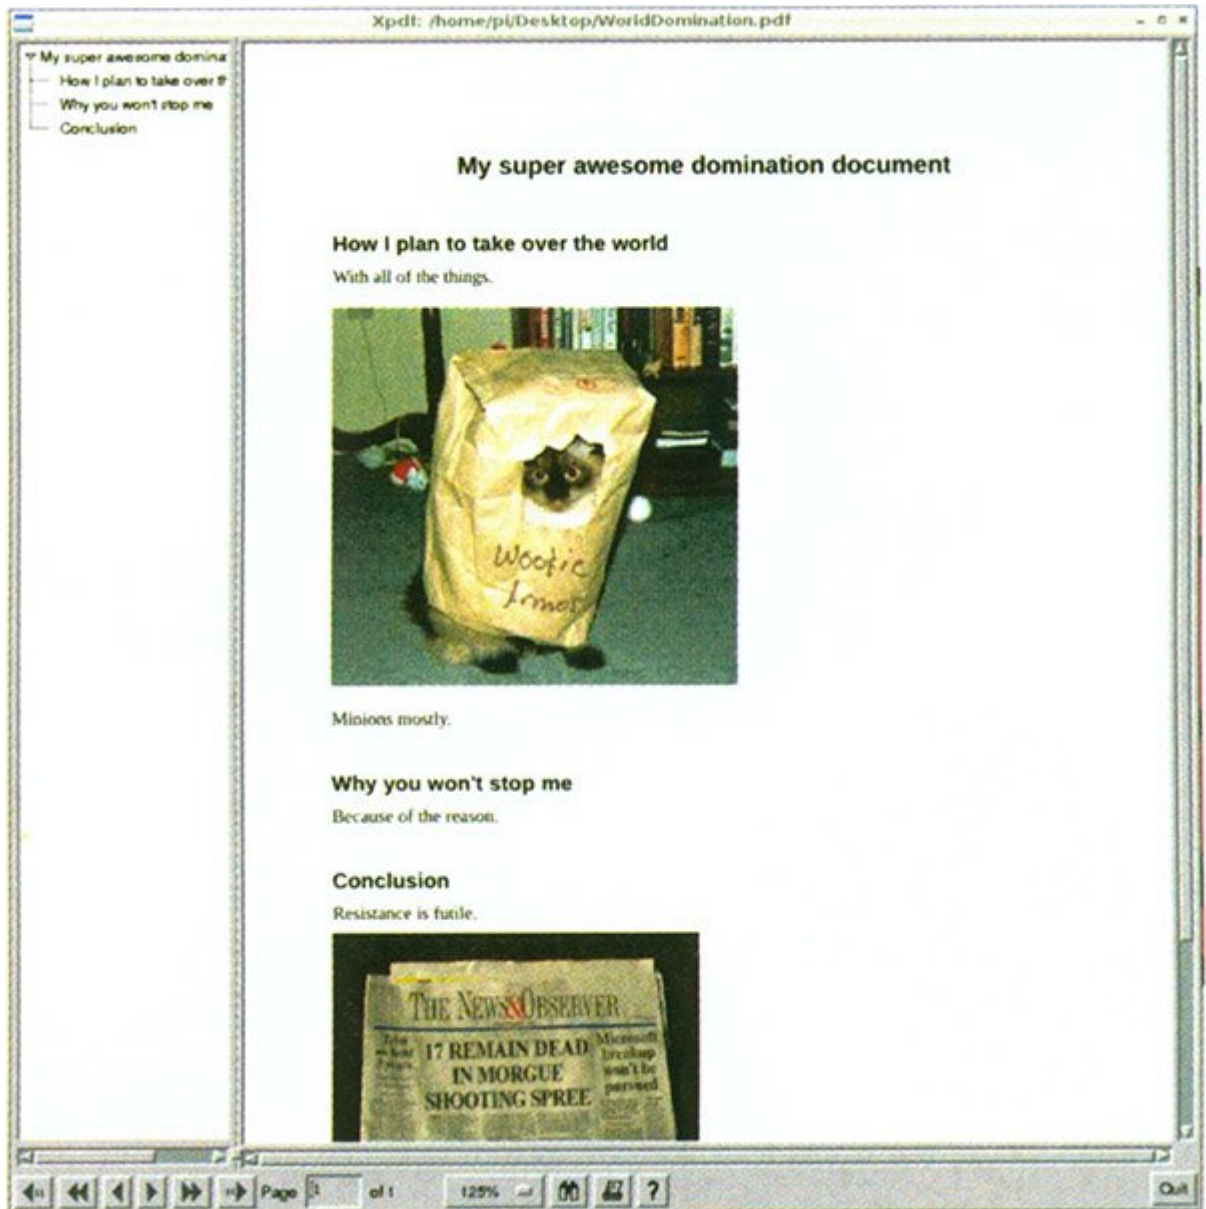 Xpdf: /home/pi/Desktop/WorldDomination.pdf
My super awesome domina
How I plan to take over th
Why you won't stop me
Conclusion
My super awesome domination document
How I plan to take over the world
With all of the things.
Wootie
Armor
Minions mostly.
Why you won't stop me
Because of the reason.
Conclusion
Resistance is futile.
THE NEWS&OBSERVER
17 REMAIN DEAD
IN MORGUE
SHOOTING SPREE
Microsoft
breakup
won't be
pursued
Page 1 of 1 125% ? Quit